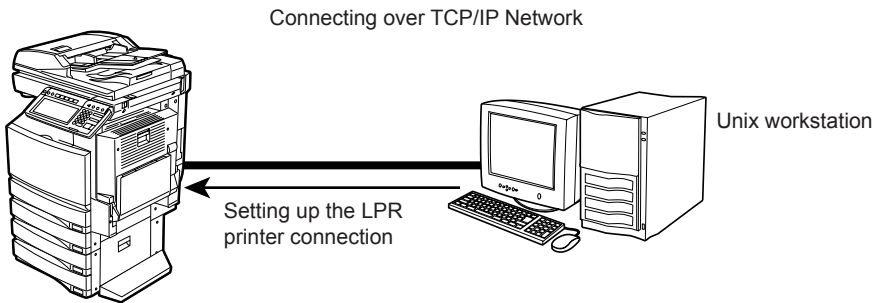 Connecting over TCP/IP Network
Unix workstation
Setting up the LPR
printer connection